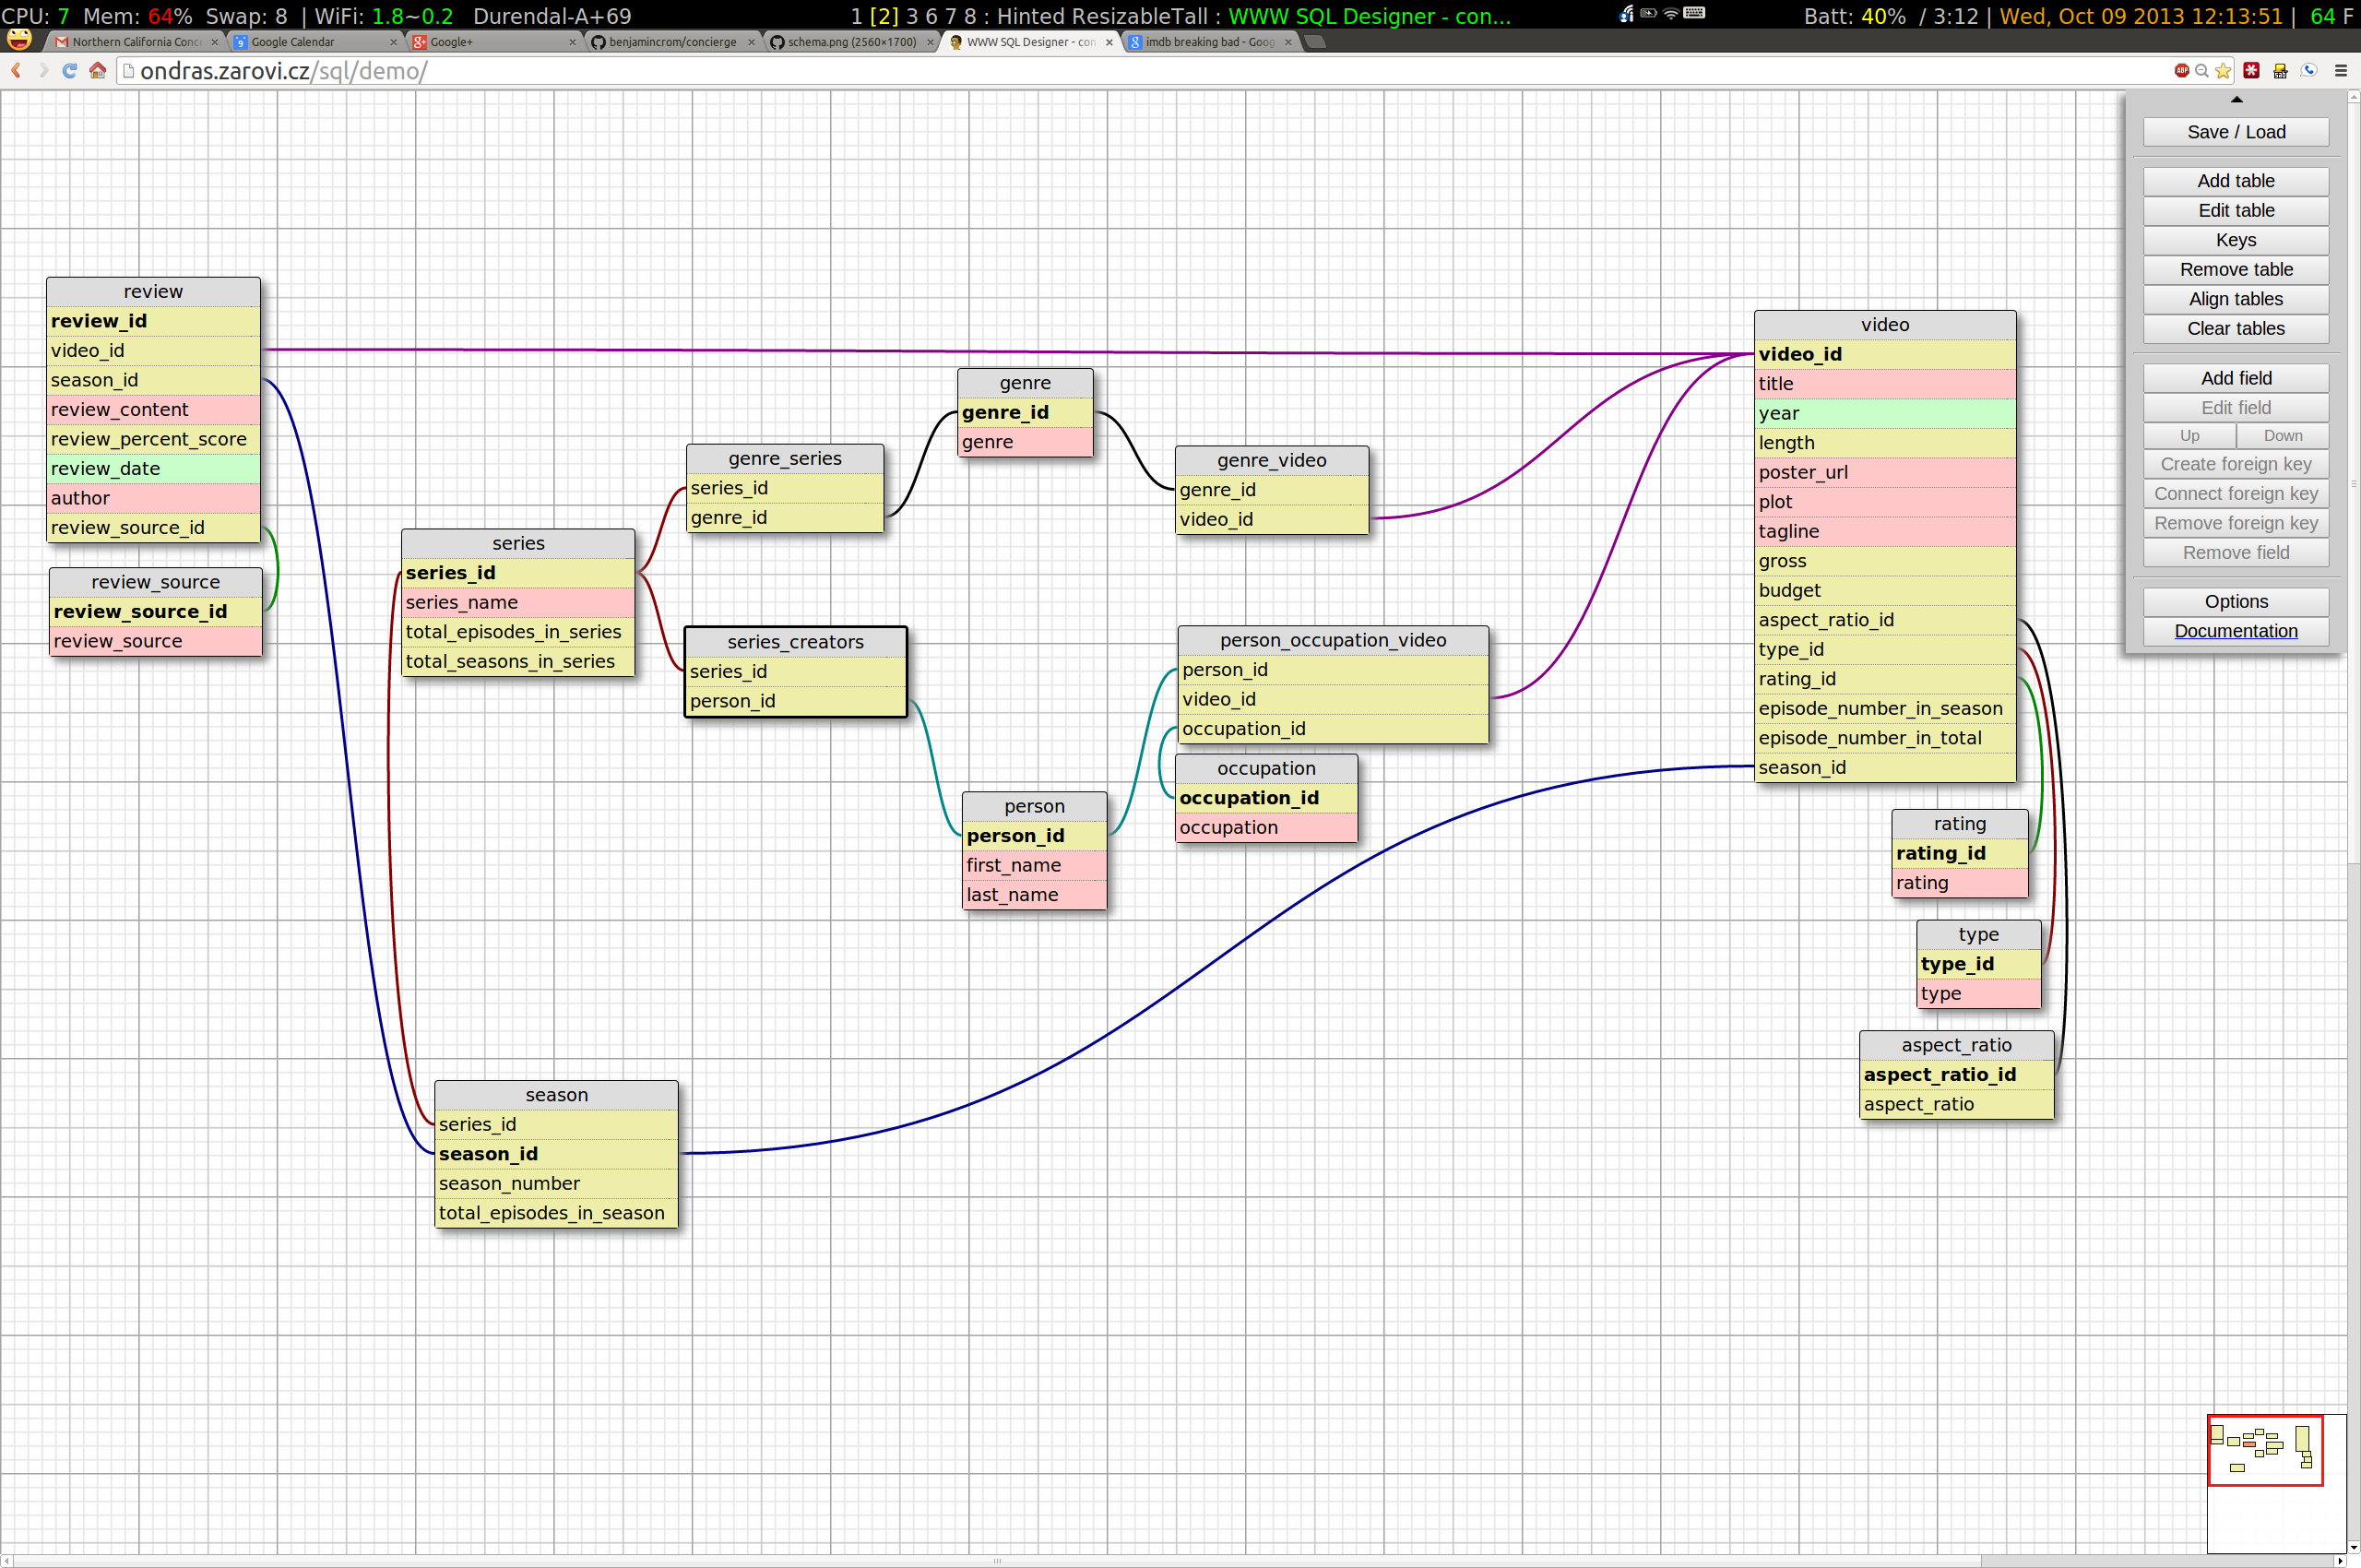 CPU: 7 Mem: 64% Swap: 8 | WiFi: 1.8~0.2 Durendal-A+69
1 [2] 3 6 7 8 : Hinted ResizableTall : WWW SQL Designer - con...
Batt: 40% / 3:12 | Wed, Oct 09 2013 12:13:51 | 64 F
Northern California Conc
Google Calendar
Google+
benjamincrom/concierge
schema.png (2560×1700)
WWW SQL Designer - con
imdb breaking bad - Goog
ondras.zarovi.cz/sql/demo/
Save / Load
Add table
Edit table
Keys
Remove table
Align tables
Clear tables
Add field
Edit field
Up Down
Create foreign key
Connect foreign key
Remove foreign key
Remove field
Options
Documentation
review
review_id
video_id
season_id
review_content
review_percent_score
review_date
author
review_source_id
review_source
review_source_id
review_source
series
series_id
series_name
total_episodes_in_series
total_seasons_in_series
genre_series
series_id
genre_id
series_creators
series_id
person_id
genre
genre_id
genre
genre_video
genre_id
video_id
person_occupation_video
person_id
video_id
occupation_id
occupation
occupation_id
occupation
person
person_id
first_name
last_name
season
series_id
season_id
season_number
total_episodes_in_season
video
video_id
title
year
length
poster_url
plot
tagline
gross
budget
aspect_ratio_id
type_id
rating_id
episode_number_in_season
episode_number_in_total
season_id
rating
rating_id
rating
type
type_id
type
aspect_ratio
aspect_ratio_id
aspect_ratio